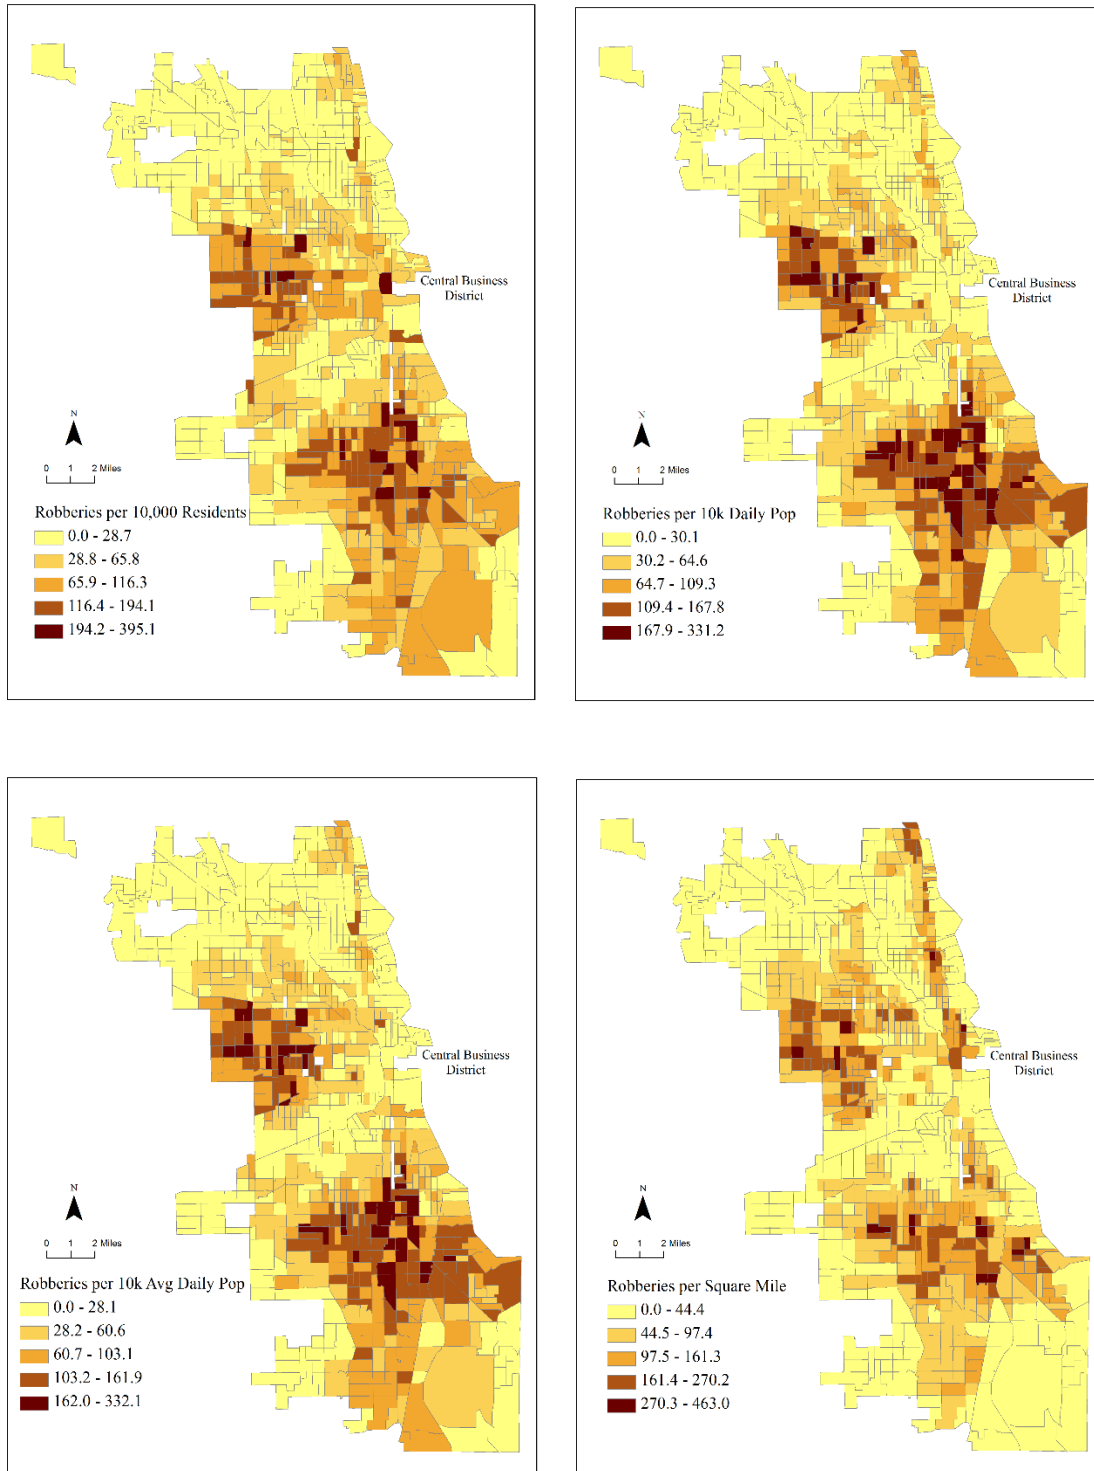 Central Business
District
N
0 1 2 Miles
Robberies per 10,000 Residents
0.0 - 28.7
28.8 - 65.8
65.9 - 116.3
116.4 - 194.1
194.2 - 395.1
Central Business
District
N
0 1 2 Miles
Robberies per 10k Daily Pop
0.0 - 30.1
30.2 - 64.6
64.7 - 109.3
109.4 - 167.8
167.9 - 331.2
Central Business
District
N
0 1 2 Miles
Robberies per 10k Avg Daily Pop
0.0 - 28.1
28.2 - 60.6
60.7 - 103.1
103.2 - 161.9
162.0 - 332.1
Central Business
District
N
0 1 2 Miles
Robberies per Square Mile
0.0 - 44.4
44.5 - 97.4
97.5 - 161.3
161.4 - 270.2
270.3 - 463.0